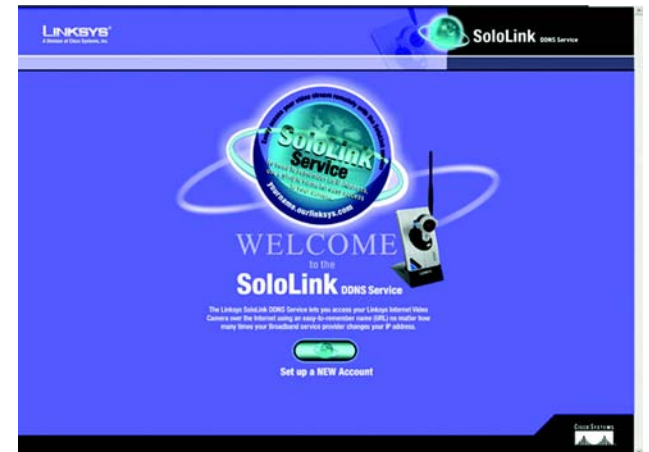 LINKSYS®
A Division of Cisco Systems, Inc.
SoloLink DDNS Service
SoloLink
Service
yourname.ourlinksys.com
WELCOME
to the
SoloLink DDNS Service
The Linksys SoloLink DDNS Service lets you access your Linksys Internet Video
Camera over the Internet using an easy-to-remember name (URL) no matter how
many times your Broadband service provider changes your IP address.
Set up a NEW Account
CISCO SYSTEMS